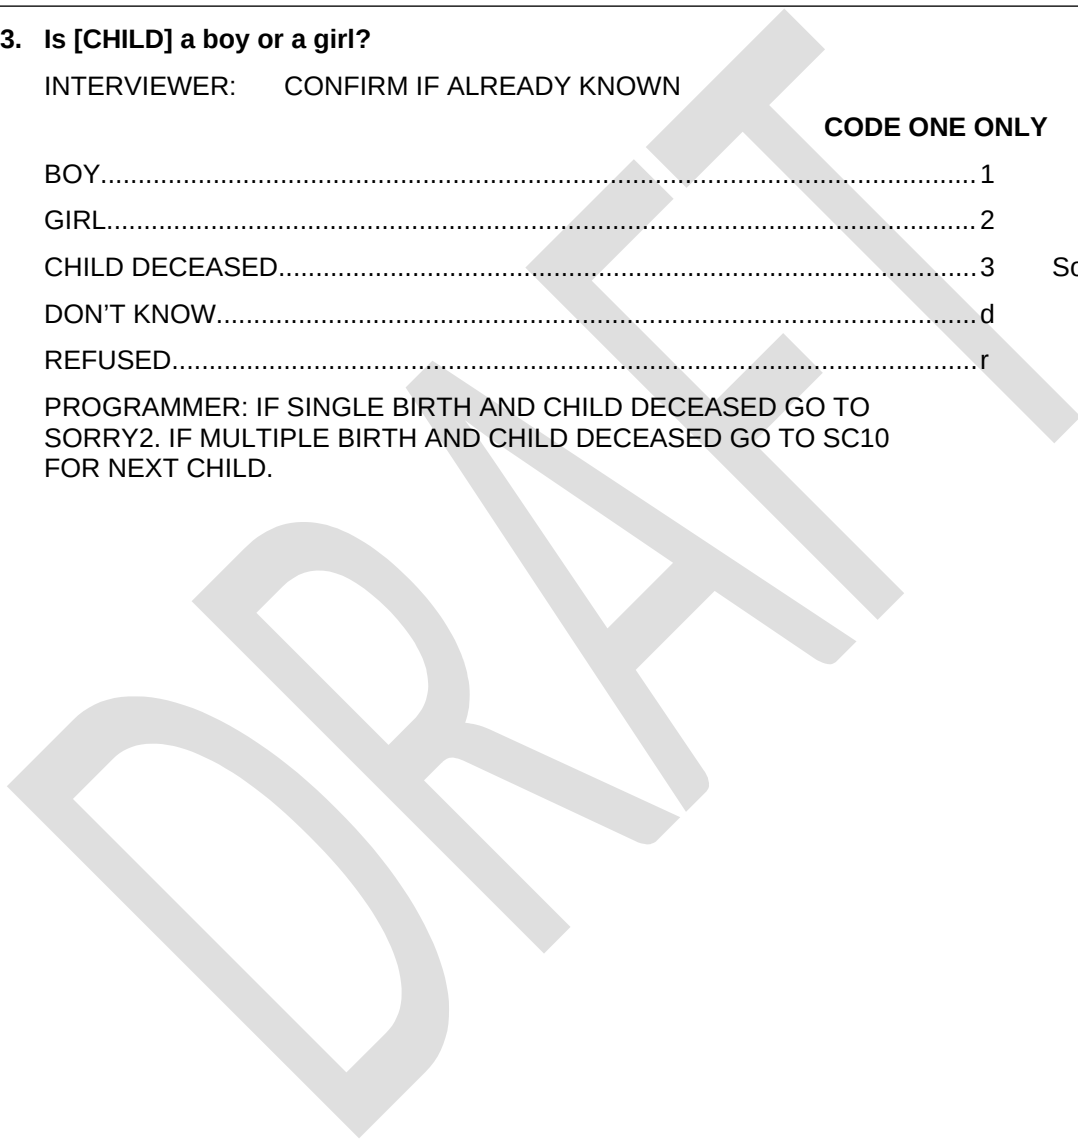 3. Is [CHILD] a boy or a girl?
INTERVIEWER: CONFIRM IF ALREADY KNOWN
CODE ONE ONLY
BOY....................................................................................................................1
GIRL...................................................................................................................2
CHILD DECEASED............................................................................................3 So
DON’T KNOW....................................................................................................d
REFUSED..........................................................................................................r
PROGRAMMER: IF SINGLE BIRTH AND CHILD DECEASED GO TO
SORRY2. IF MULTIPLE BIRTH AND CHILD DECEASED GO TO SC10
FOR NEXT CHILD.
DRAFT